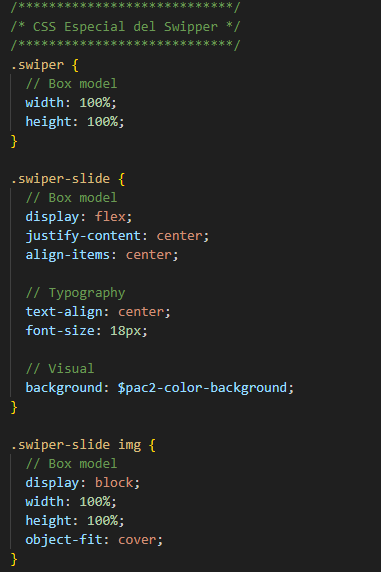 /****************************/
/* CSS Especial del Swipper */
/****************************/
.swiper {
  // Box model
  width: 100%;
  height: 100%;
}

.swiper-slide {
  // Box model
  display: flex;
  justify-content: center;
  align-items: center;

  // Typography
  text-align: center;
  font-size: 18px;

  // Visual
  background: $pac2-color-background;
}

.swiper-slide img {
  // Box model
  display: block;
  width: 100%;
  height: 100%;
  object-fit: cover;
}